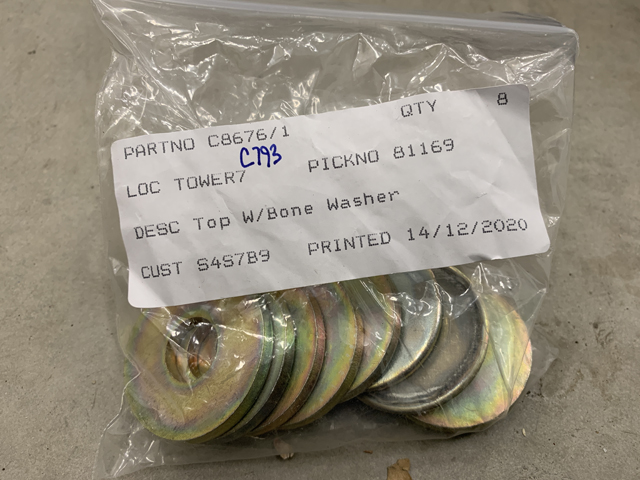 PARTNO C8676/1 QTY 8
C793
LOC TOWER7 PICKNO 81169
DESC Top W/Bone Washer
CUST S4S7B9 PRINTED 14/12/2020